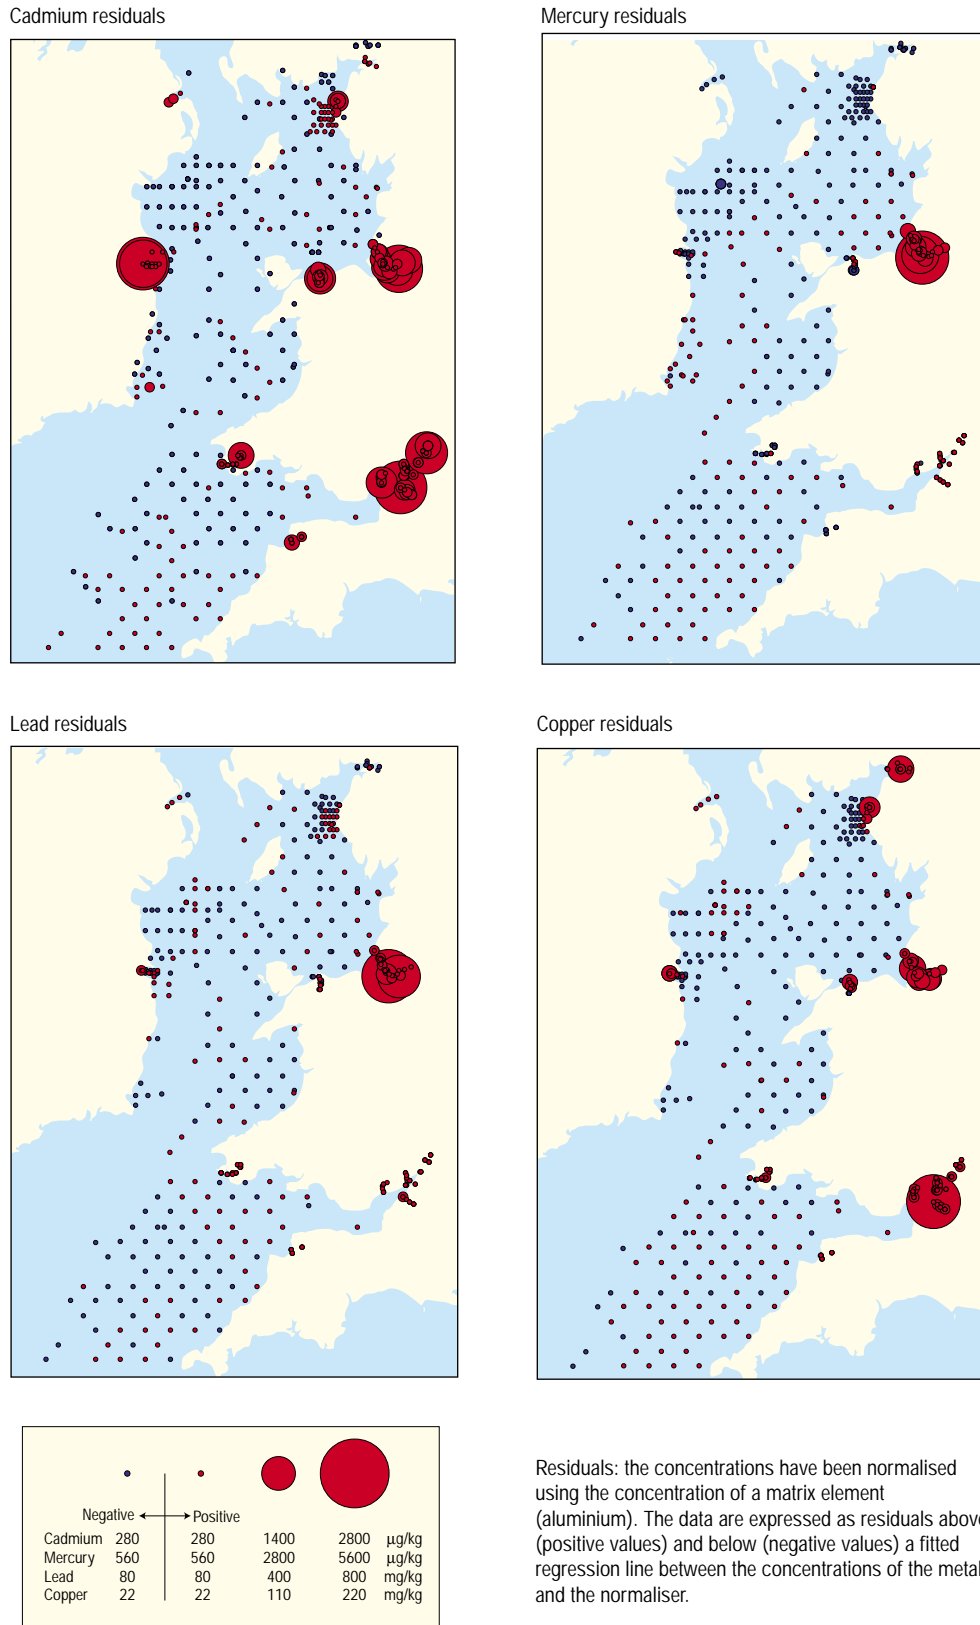 Cadmium residuals
Mercury residuals
Lead residuals
Copper residuals
Negative Positive
Cadmium 280 280 1400 2800 µg/kg
Mercury 560 560 2800 5600 µg/kg
Lead 80 80 400 800 mg/kg
Copper 22 22 110 220 mg/kg
Residuals: the concentrations have been normalised
using the concentration of a matrix element
(aluminium). The data are expressed as residuals above
(positive values) and below (negative values) a fitted
regression line between the concentrations of the metal
and the normaliser.